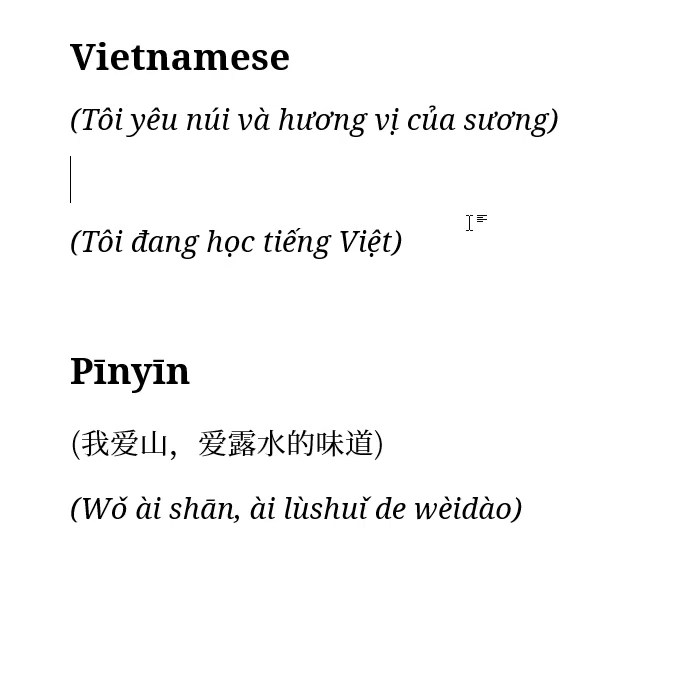 Vietnamese
(Tôi yêu núi và hương vị của sương)
(Tôi đang học tiếng Việt)
Pīnyīn
(我爱山，爱露水的味道)
(Wǒ ài shān, ài lùshuǐ de wèidào)